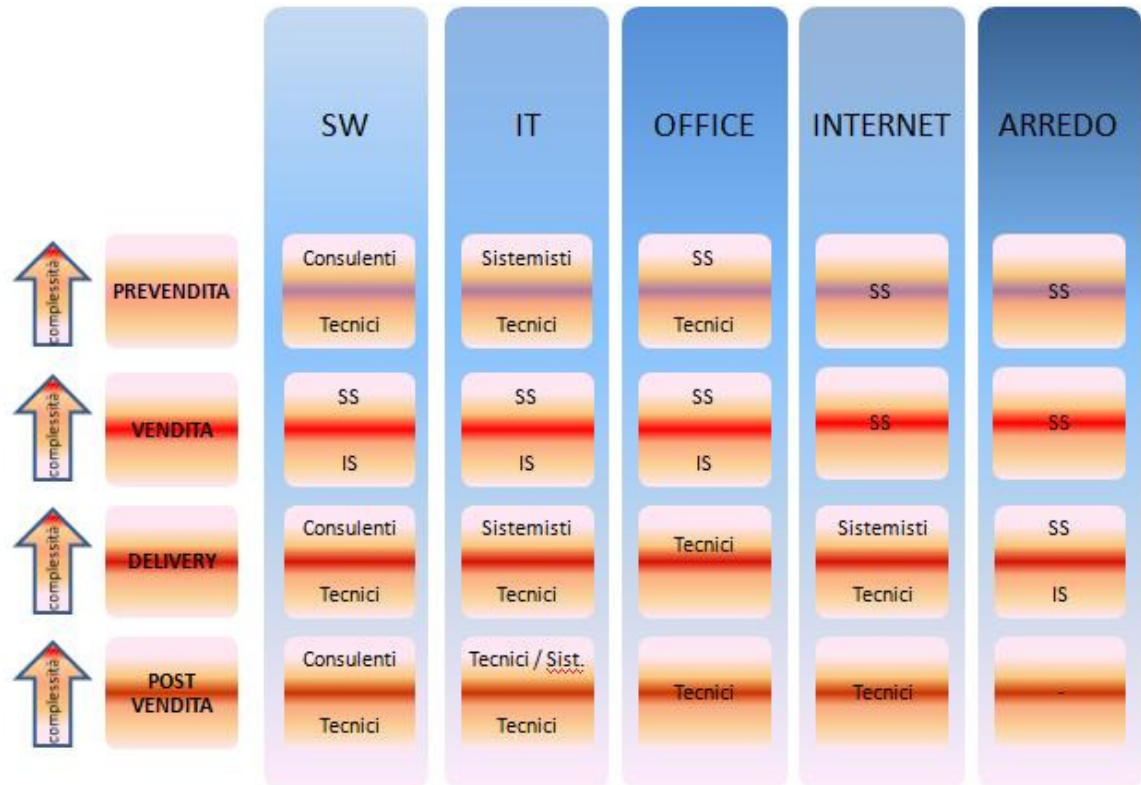 SW IT OFFICE INTERNET ARREDO
complessità PREVENDITA Consulenti Sistemisti SS SS SS
Tecnici Tecnici Tecnici
complessità VENDITA SS SS SS SS SS
IS IS IS
complessità DELIVERY Consulenti Sistemisti Tecnici Sistemisti SS
Tecnici Tecnici Tecnici IS
complessità POST Consulenti Tecnici / Sist. Tecnici Tecnici -
VENDITA Tecnici Tecnici